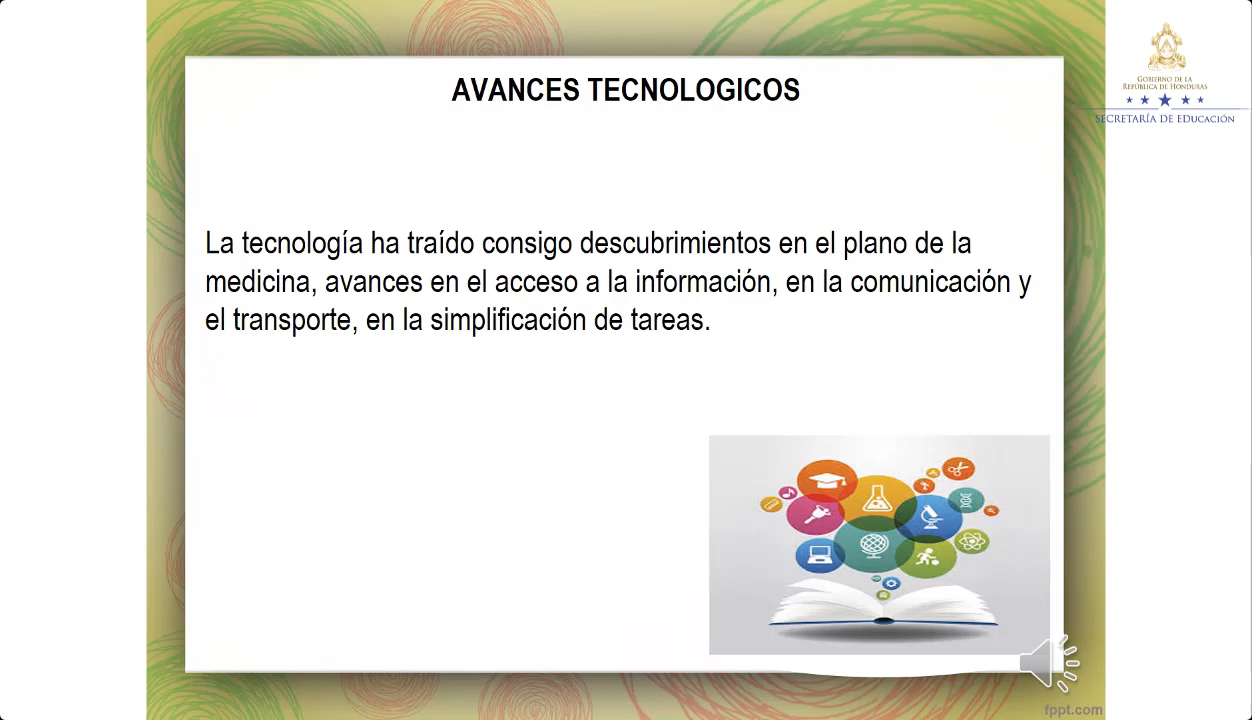 AVANCES TECNOLOGICOS
GOBIERNO DE LA
REPÚBLICA DE HONDURAS
SECRETARÍA DE EDUCACIÓN
La tecnología ha traído consigo descubrimientos en el plano de la
medicina, avances en el acceso a la información, en la comunicación y
el transporte, en la simplificación de tareas.
fppt.com